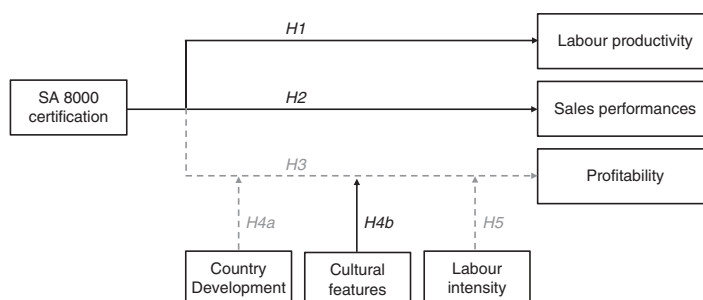 H1
Labour productivity
SA 8000
certification
H2
Sales performances
H3
Profitability
H4a
H4b
H5
Country
Development
Cultural
features
Labour
intensity